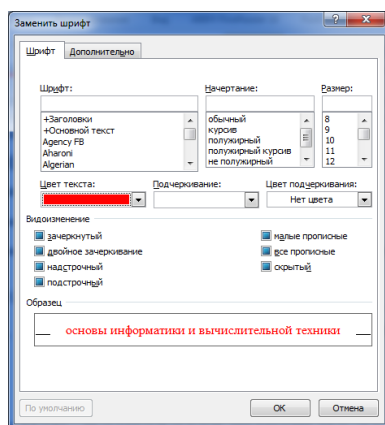 Заменить шрифт
Шрифт Дополнительно
Шрифт: Начертание: Размер:
+Заголовки обычный 8
+Основной текст курсив 9
Agency FB полужирный 10
Aharoni полужирный курсив 11
Algerian не полужирный 12
Цвет текста: Подчеркивание: Цвет подчеркивания:
Нет цвета
Видоизменение
зачеркнутый малые прописные
двойное зачеркивание все прописные
надстрочный скрытый
подстрочный
Образец
основы информатики и вычислительной техники
По умолчанию ОК Отмена